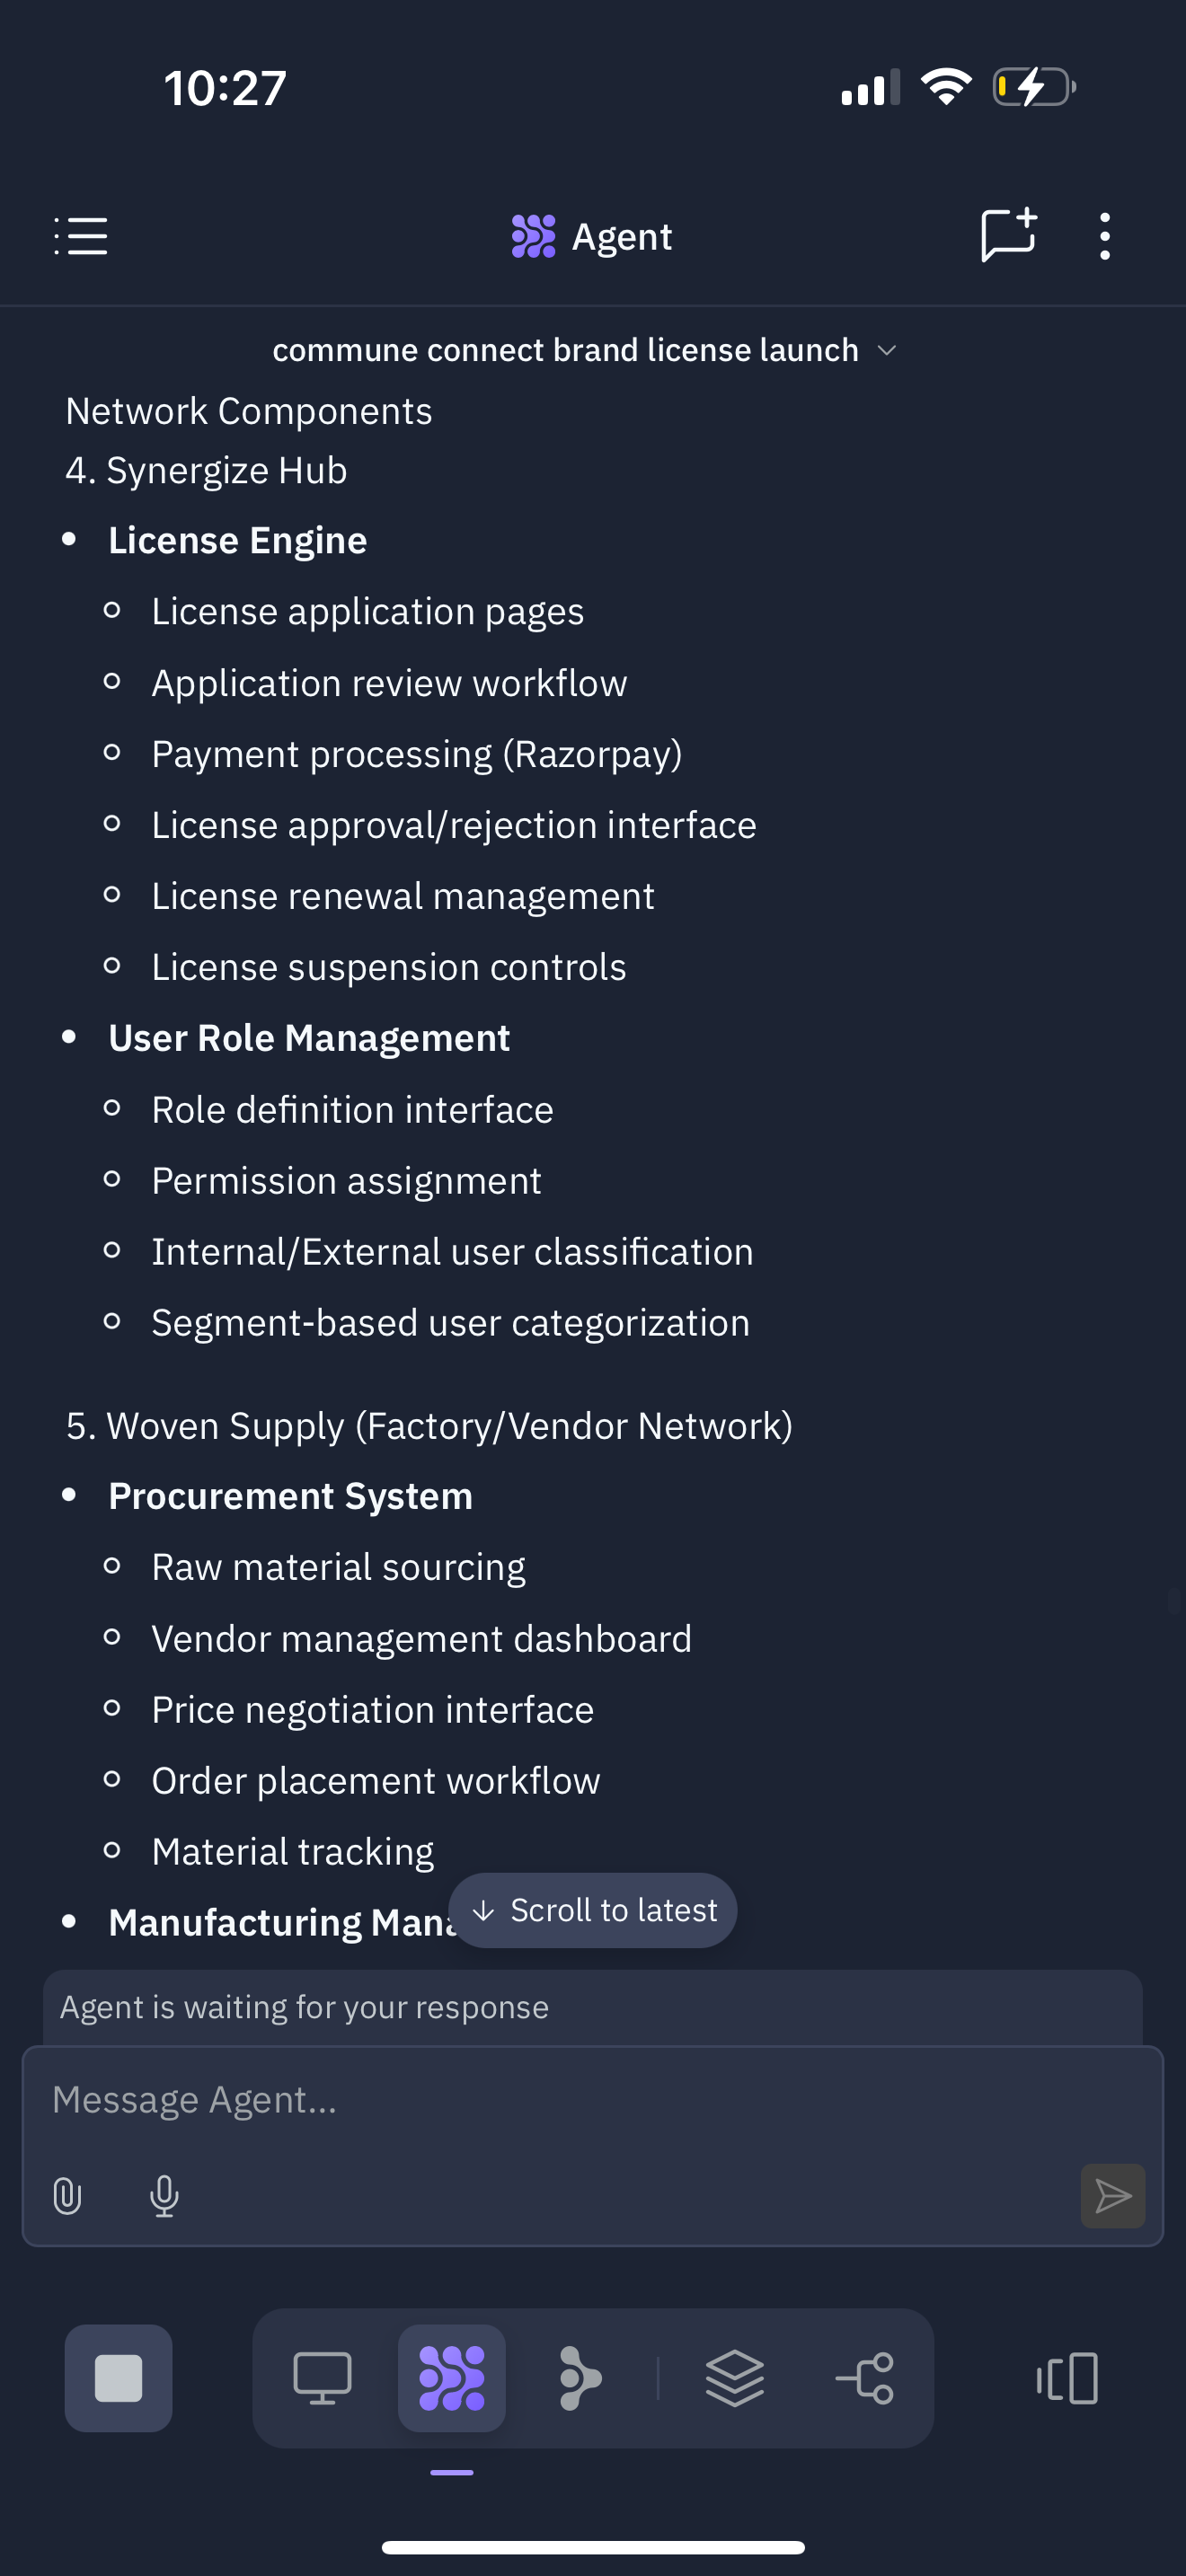 10:27
Agent
commune connect brand license launch
Network Components
4. Synergize Hub
License Engine
License application pages
Application review workflow
Payment processing (Razorpay)
License approval/rejection interface
License renewal management
License suspension controls
User Role Management
Role definition interface
Permission assignment
Internal/External user classification
Segment-based user categorization
5. Woven Supply (Factory/Vendor Network)
Procurement System
Raw material sourcing
Vendor management dashboard
Price negotiation interface
Order placement workflow
Material tracking
Manufacturing
Scroll to latest
Agent is waiting for your response
Message Agent...